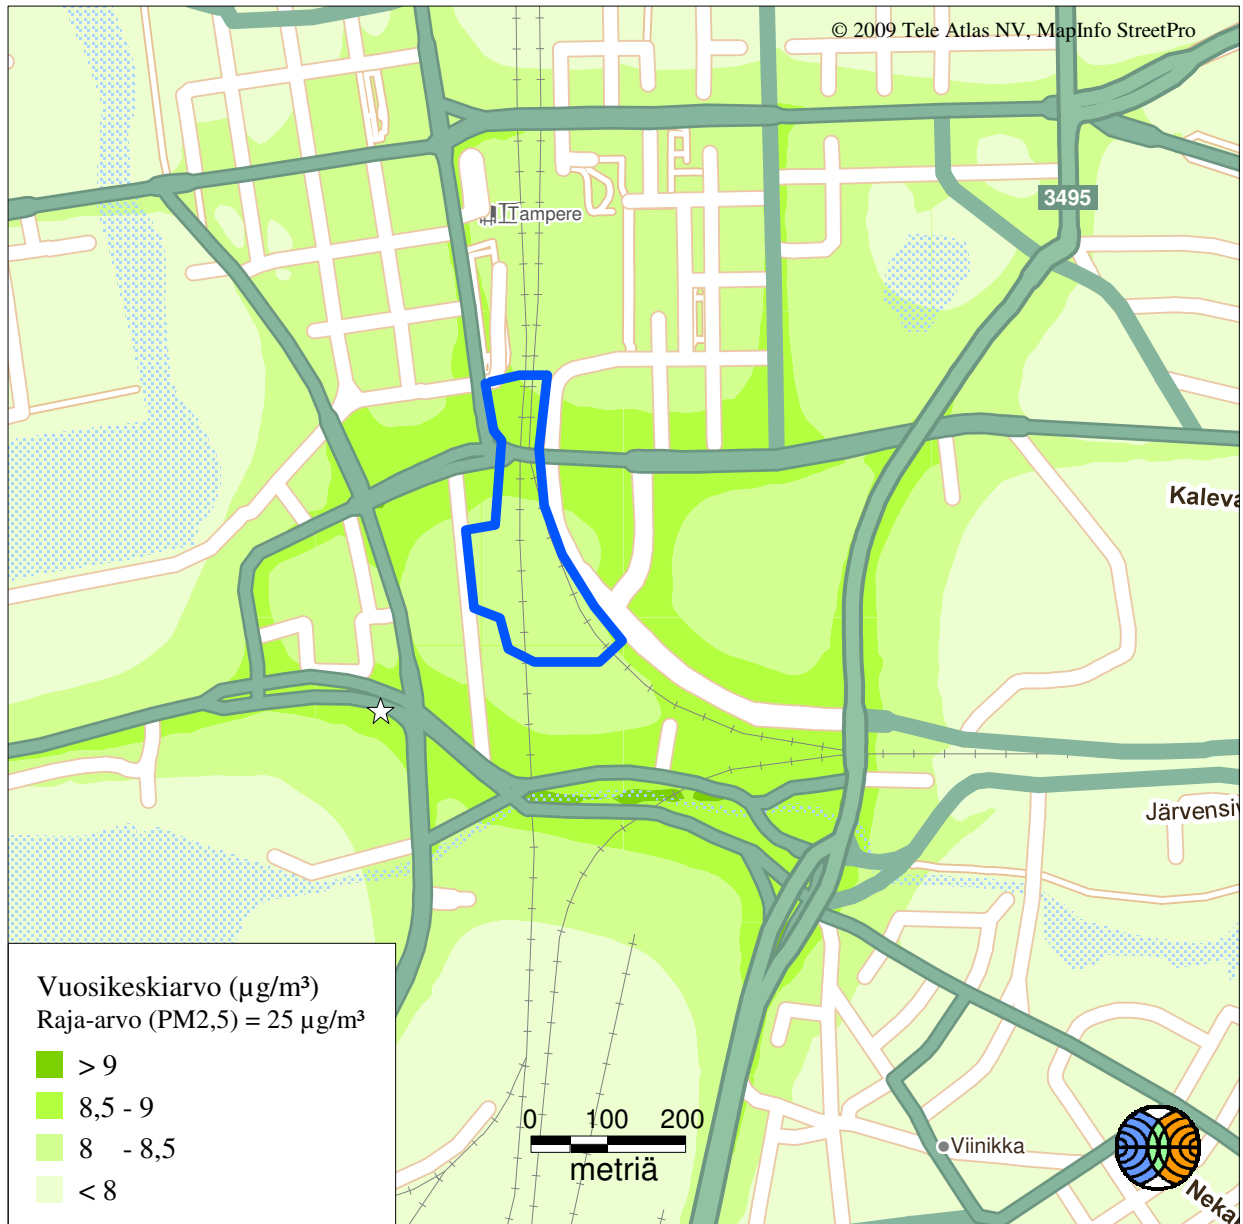 © 2009 Tele Atlas NV, MapInfo StreetPro
3495
Tampere
Kaleva
Järvensi
Vuosikeskiarvo (µg/m³)
Raja-arvo (PM2,5) = 25 µg/m³
> 9
8,5 - 9
8 - 8,5
< 8
0 100 200
metriä
Viinikka
Neka